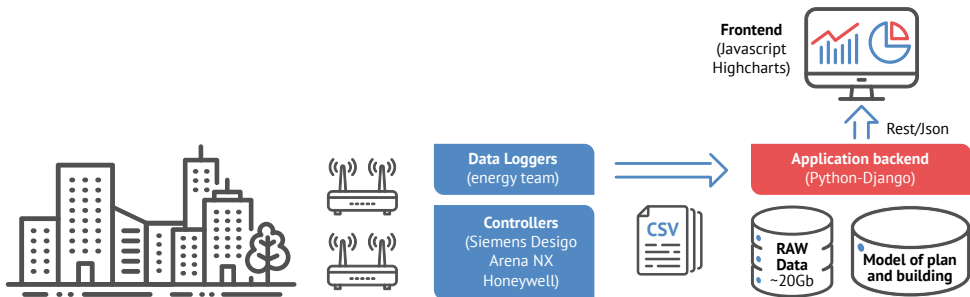 Frontend
(Javascript
Highcharts)
Rest/Json
Data Loggers
(energy team)
Application backend
(Python-Django)
Controllers
(Siemens Desigo
Arena NX
Honeywell)
CSV
RAW
Data
~20Gb
Model of plan
and building